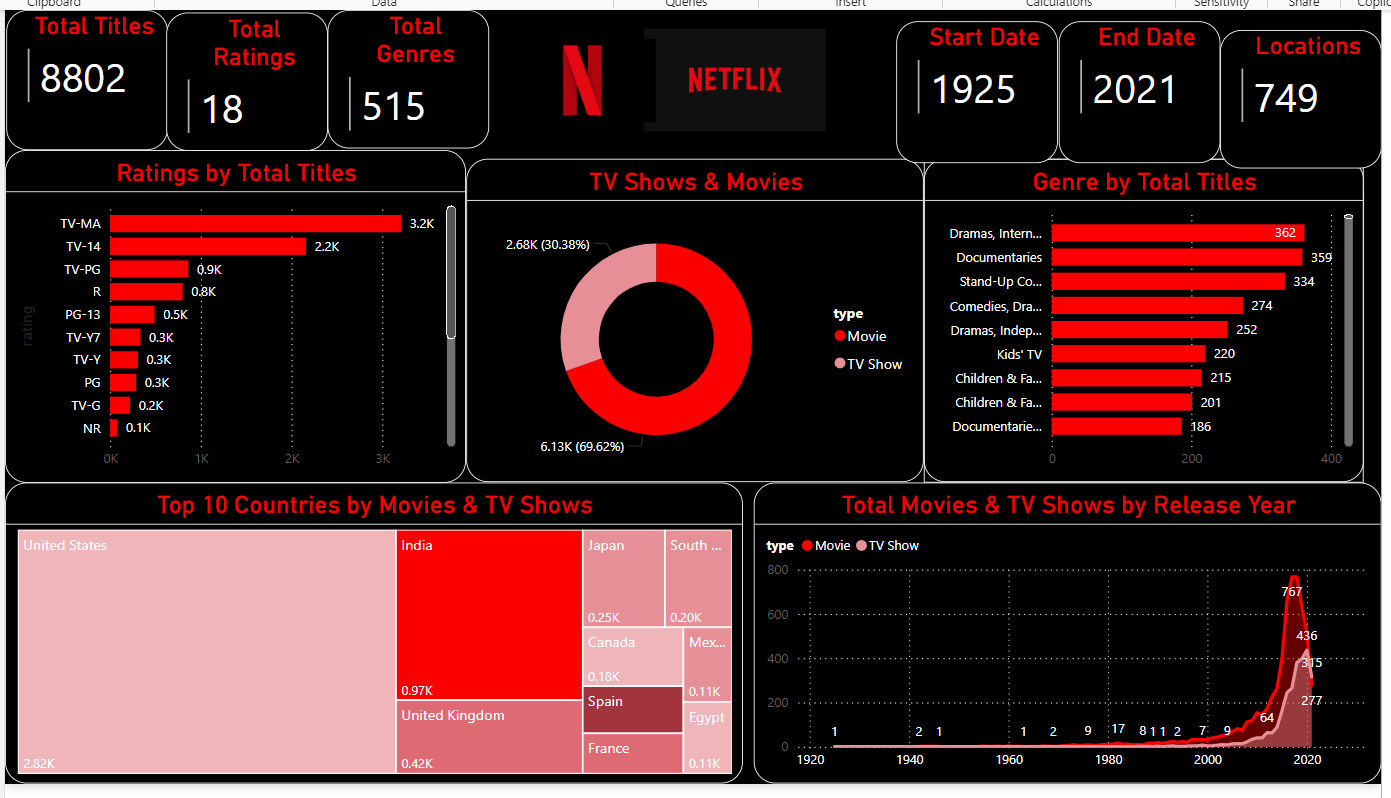 Clipboard
Data
Queries
Insert
Calculations
Sensitivity
Share
Total Titles
8802
Total
Ratings
18
Total
Genres
515
N
NETFLIX
Start Date
1925
End Date
2021
Locations
749
Ratings by Total Titles
rating
TV-MA 3.2K
TV-14 2.2K
TV-PG 0.9K
R 0.8K
PG-13 0.5K
TV-Y7 0.3K
TV-Y 0.3K
PG 0.3K
TV-G 0.2K
NR 0.1K
0K 1K 2K 3K
TV Shows & Movies
2.68K (30.38%)
6.13K (69.62%)
type
Movie
TV Show
Genre by Total Titles
Dramas, Intern... 362
Documentaries 359
Stand-Up Co... 334
Comedies, Dra... 274
Dramas, Indep... 252
Kids' TV 220
Children & Fa... 215
Children & Fa... 201
Documentarie... 186
0 200 400
Top 10 Countries by Movies & TV Shows
United States
2.82K
India
0.97K
United Kingdom
0.42K
Japan
0.25K
South ...
0.20K
Canada
0.18K
Mex...
0.11K
Spain
France
Egypt
0.11K
Total Movies & TV Shows by Release Year
type Movie TV Show
800
600
400
200
0
767
436
315
277
64
1 2 1 1 2 9 17 8 1 1 2 7 9
1920 1940 1960 1980 2000 2020